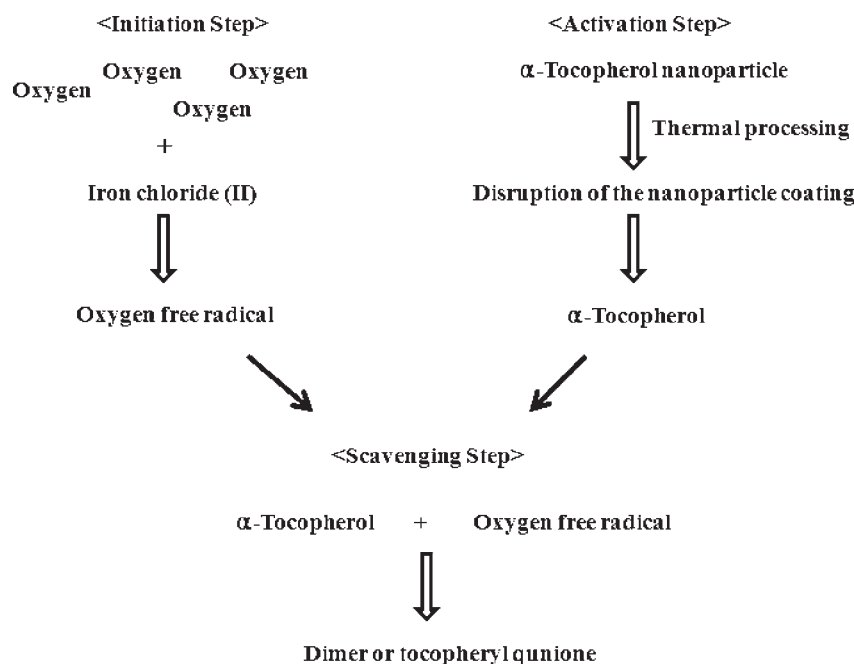 <Initiation Step>
Oxygen
Oxygen
Oxygen
Oxygen
+
Iron chloride (II)
Oxygen free radical
<Activation Step>
α-Tocopherol nanoparticle
Thermal processing
Disruption of the nanoparticle coating
α-Tocopherol
<Scavenging Step>
α-Tocopherol + Oxygen free radical
Dimer or tocopheryl qunione